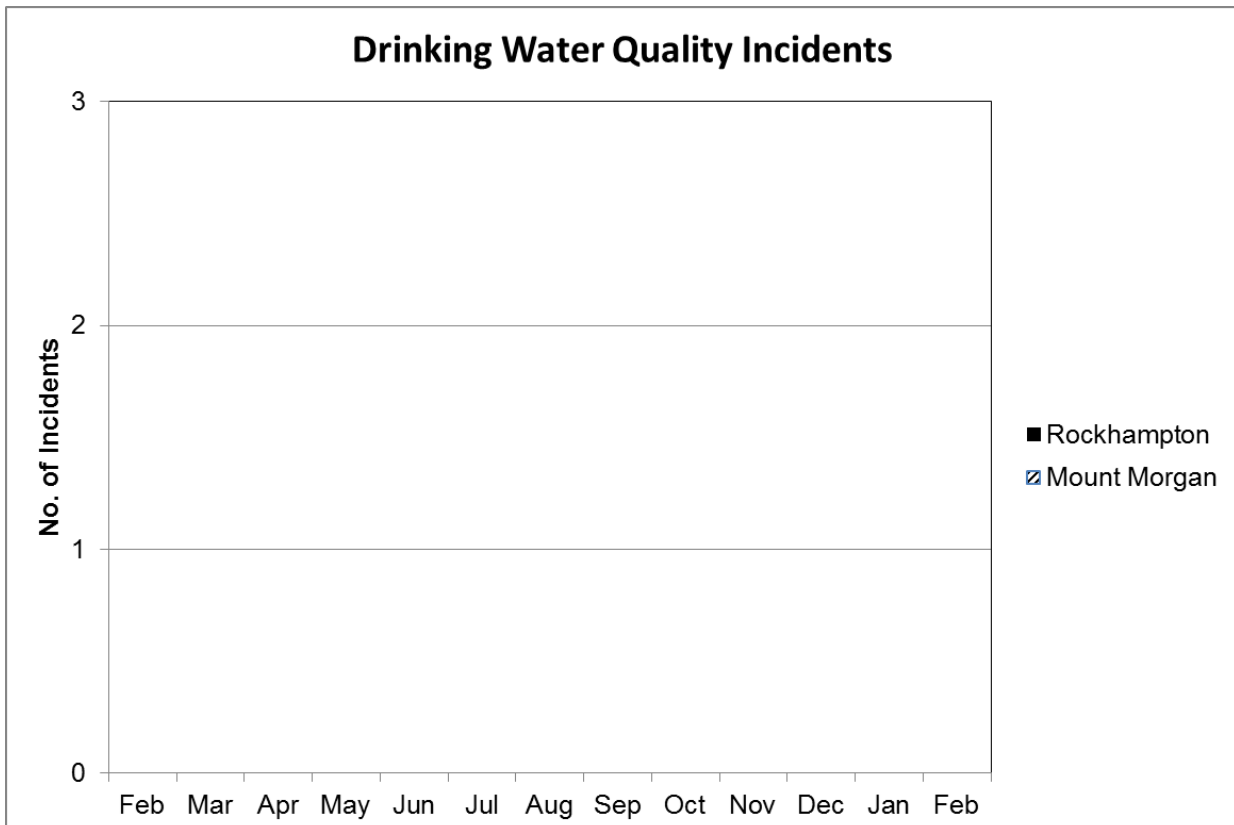 Drinking Water Quality Incidents
3
2
1
0
No. of Incidents
Feb Mar Apr May Jun Jul Aug Sep Oct Nov Dec Jan Feb
Rockhampton
Mount Morgan